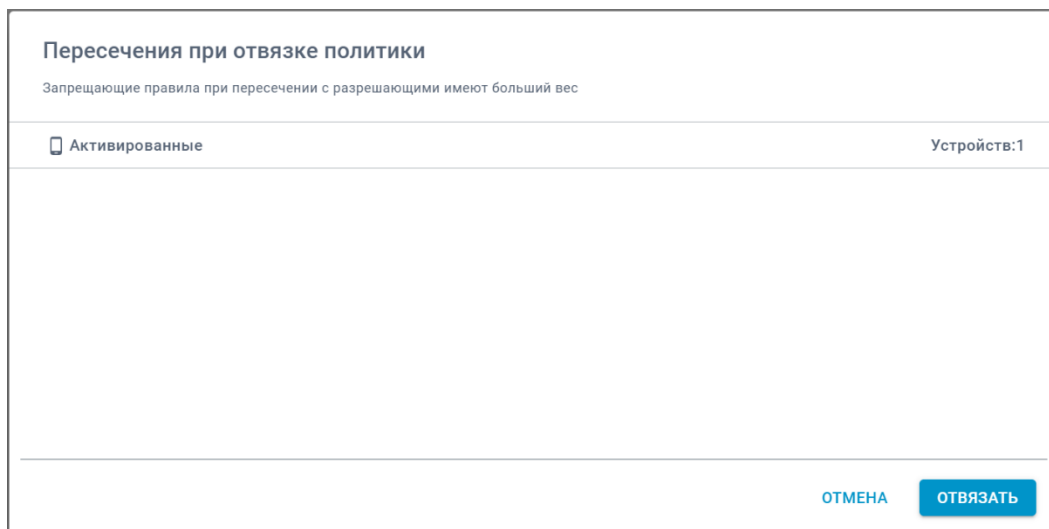 Пересечения при отвязке политики
Запрещающие правила при пересечении с разрешающими имеют больший вес
Активированные Устройств:1
ОТМЕНА ОТВЯЗАТЬ